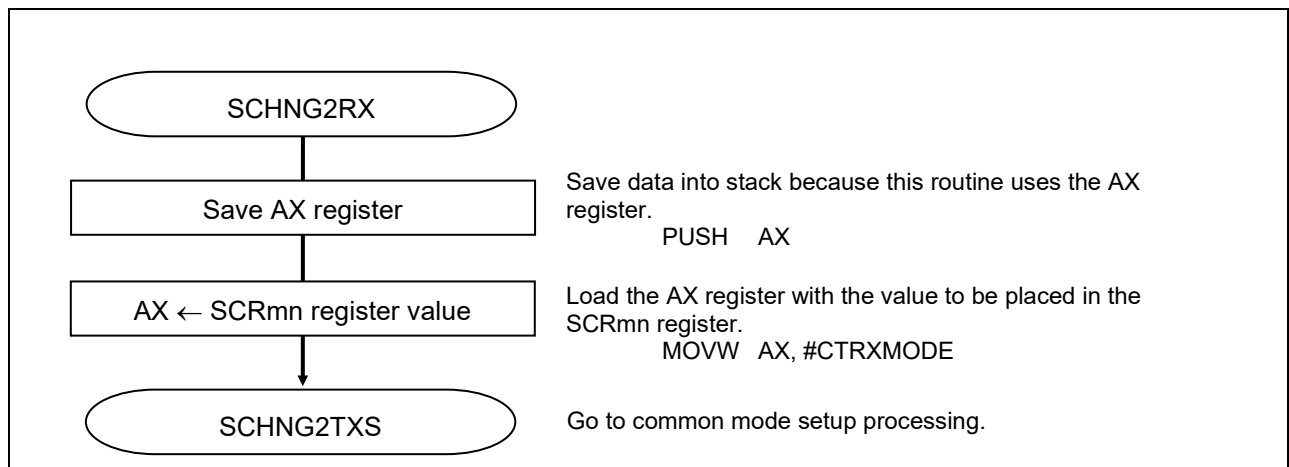 SCHNG2RX
Save AX register
Save data into stack because this routine uses the AX
register.
PUSH AX
AX ← SCRmn register value
Load the AX register with the value to be placed in the
SCRmn register.
MOVW AX, #CTRXMODE
SCHNG2TXS
Go to common mode setup processing.